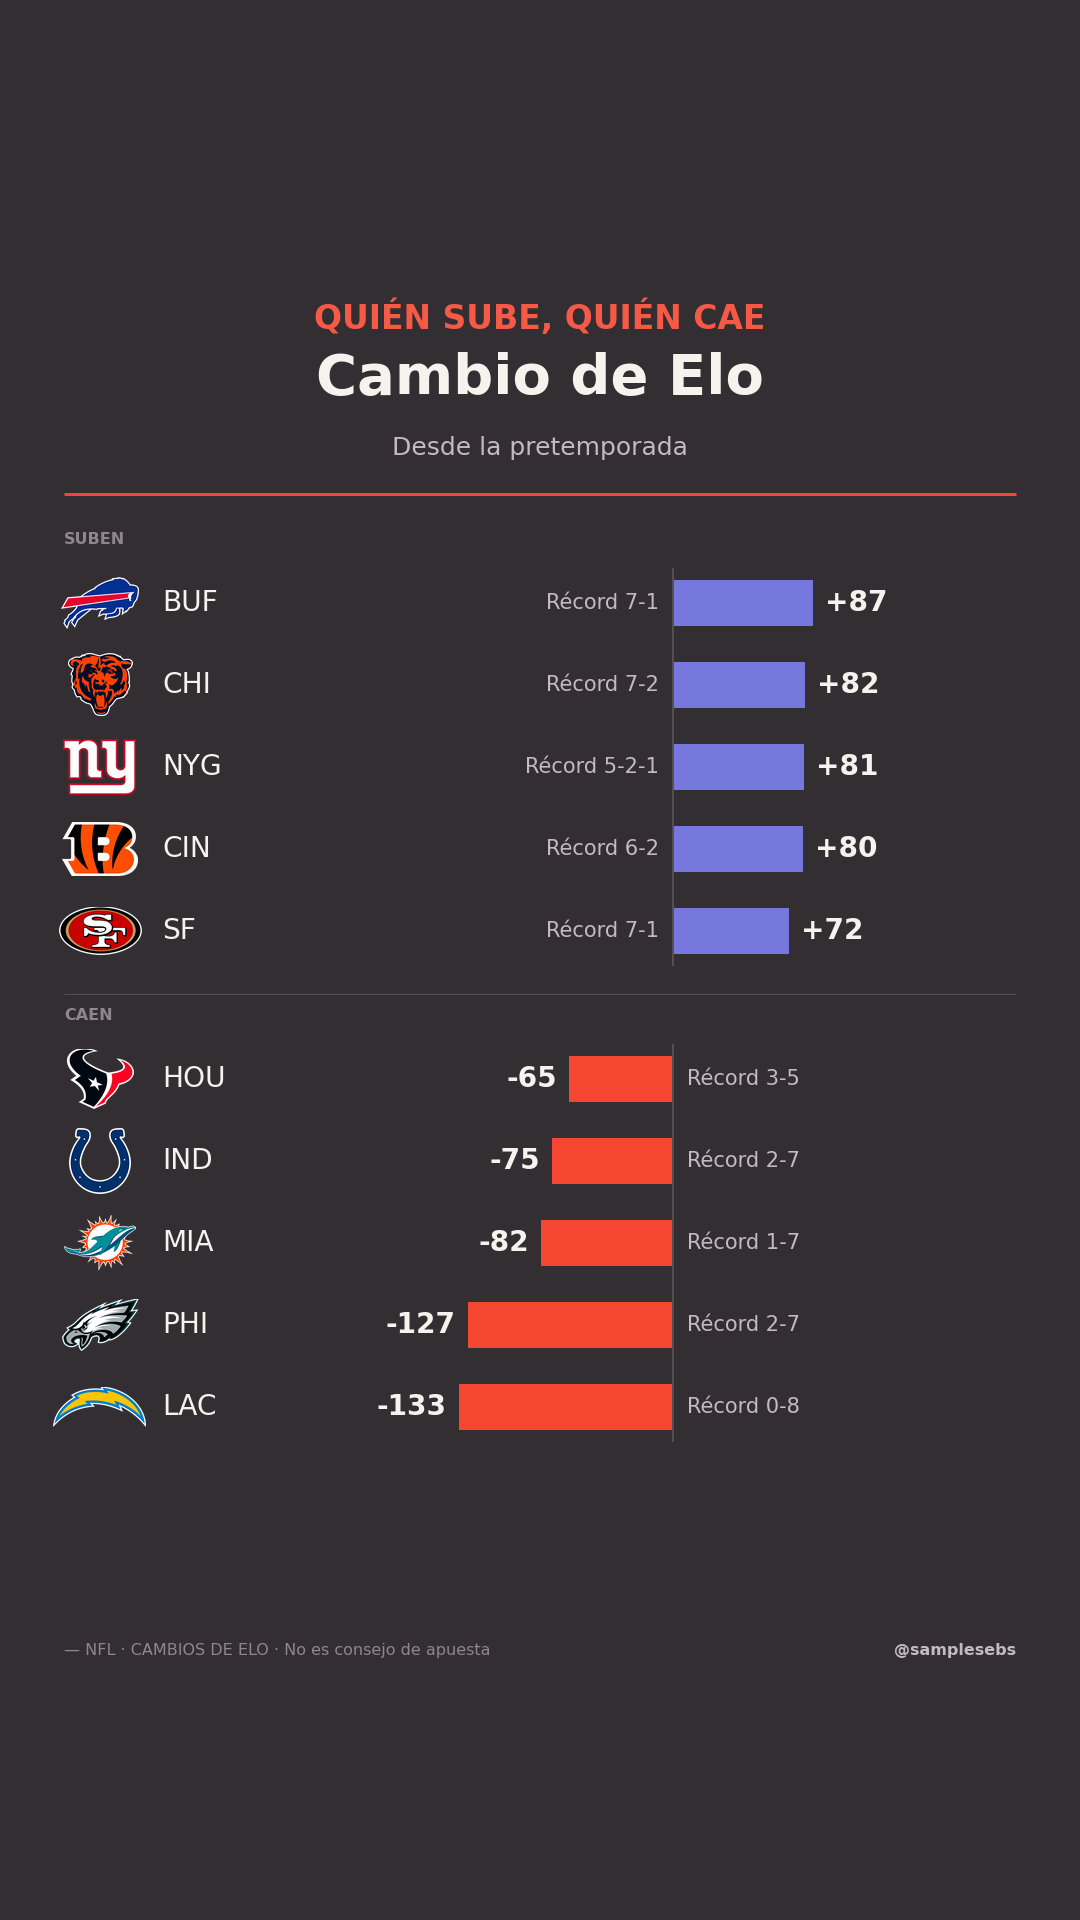 QUIÉN SUBE, QUIÉN CAE
Cambio de Elo
Desde la pretemporada
SUBEN
BUF Récord 7-1 +87
CHI Récord 7-2 +82
ny NYG Récord 5-2-1 +81
B CIN Récord 6-2 +80
SF SF Récord 7-1 +72
CAEN
HOU -65 Récord 3-5
IND -75 Récord 2-7
MIA -82 Récord 1-7
PHI -127 Récord 2-7
LAC -133 Récord 0-8
— NFL · CAMBIOS DE ELO · No es consejo de apuesta @samplesebs